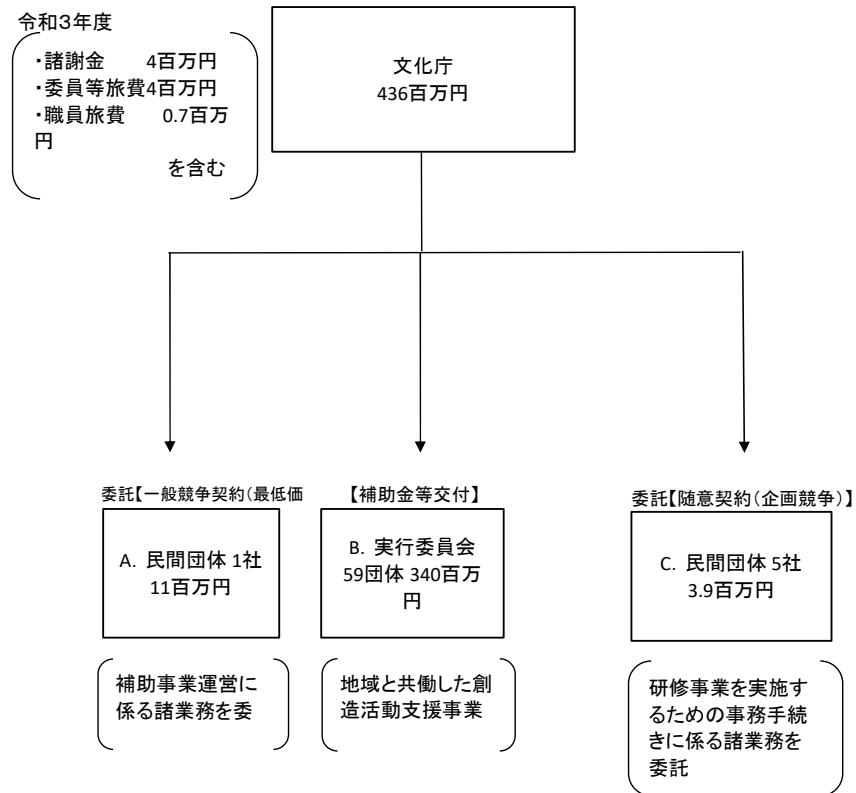 令和3年度
・諸謝金 4百万円
・委員等旅費4百万円
・職員旅費 0.7百万
円
を含む
文化庁
436百万円
委託【一般競争契約(最低価
A. 民間団体 1社
11百万円
補助事業運営に
係る諸業務を委
【補助金等交付】
B. 実行委員会
59団体 340百万
円
地域と共働した創
造活動支援事業
委託【随意契約(企画競争)】
C. 民間団体 5社
3.9百万円
研修事業を実施す
るための事務手続
きに係る諸業務を
委託